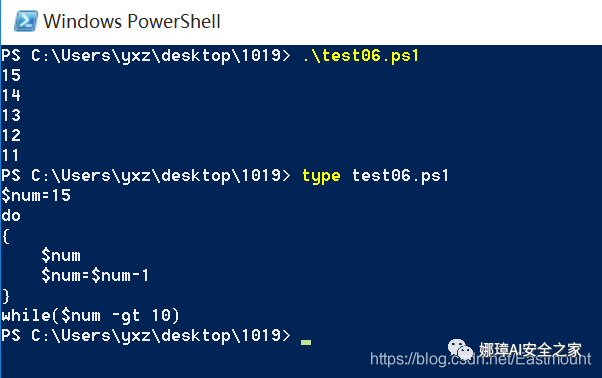 Windows PowerShell
PS C:\Users\yxz\desktop\1019> .\test06.ps1
15
14
13
12
11
PS C:\Users\yxz\desktop\1019> type test06.ps1
$num=15
do
{
    $num
    $num=$num-1
}
while($num -gt 10)
PS C:\Users\yxz\desktop\1019>
娜璋AI安全之家
https://blog.csdn.net/Eastmount